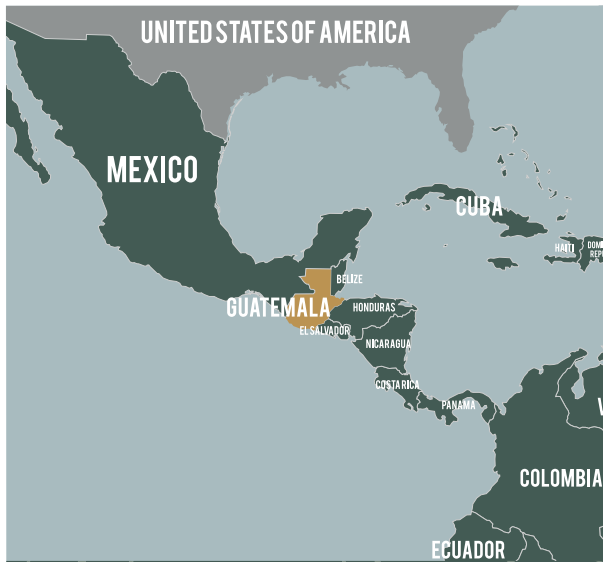 UNITED STATES OF AMERICA
MEXICO
CUBA
HAITI
BELIZE
GUATEMALA
HONDURAS
EL SALVADOR
NICARAGUA
COSTA RICA
PANAMA
COLOMBIA
ECUADOR